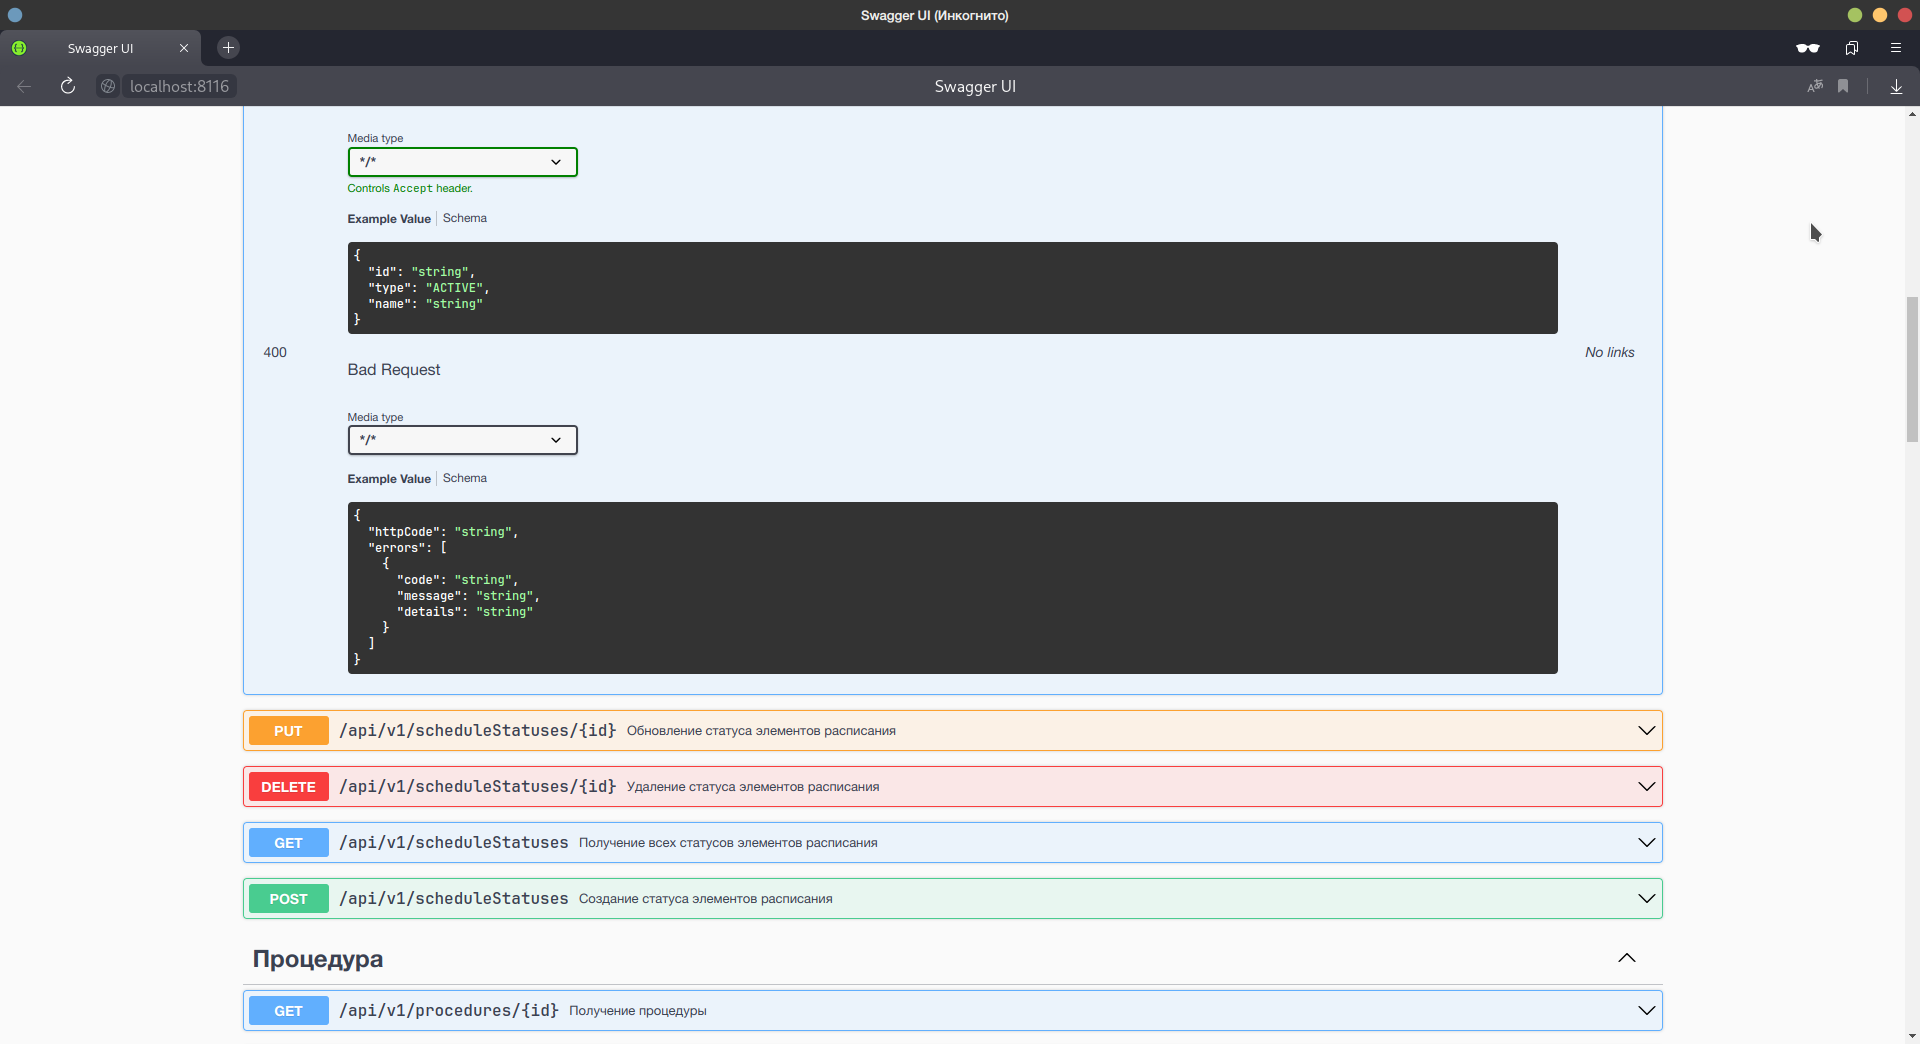 Swagger UI (Инкогнито)
Swagger UI
localhost:8116
Swagger UI
Media type
*/*
Controls Accept header.
Example Value
Schema
{
"id": "string",
"type": "ACTIVE",
"name": "string"
}
400
No links
Bad Request
Media type
*/*
Example Value
Schema
{
"httpCode": "string",
"errors": [
{
"code": "string",
"message": "string",
"details": "string"
}
]
}
PUT /api/v1/scheduleStatuses/{id} Обновление статуса элементов расписания
DELETE /api/v1/scheduleStatuses/{id} Удаление статуса элементов расписания
GET /api/v1/scheduleStatuses Получение всех статусов элементов расписания
POST /api/v1/scheduleStatuses Создание статуса элементов расписания
Процедура
GET /api/v1/procedures/{id} Получение процедуры